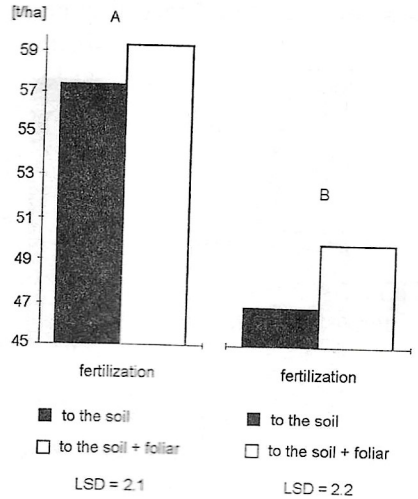 [t/ha]
A
59
57
55
53
51
49
47
45
B
fertilization
fertilization
to the soil
to the soil + foliar
LSD = 2.1
to the soil
to the soil + foliar
LSD = 2.2